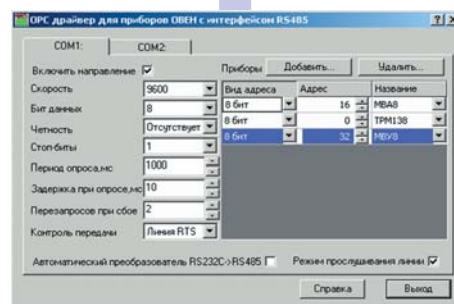 ОРС драйвер для приборов ОВЕН с интерфейсом RS485
COM1: COM2:
Включить направление Приборы Добавить... Удалить...
Скорость 9600 Вид адреса Адрес Название
Бит данных 8 8 бит 16 МВА8
Четность Отсутствует 8 бит 0 ТРМ138
Стоп-биты 1 8 бит 32 МВУ8
Период опроса,мс 1000
Задержка при опросе,мс 10
Перезапросов при сбое 2
Контроль передачи Линия RTS
Автоматический преобразователь RS232C->RS485 Режим прослушивания линии
Справка Выход